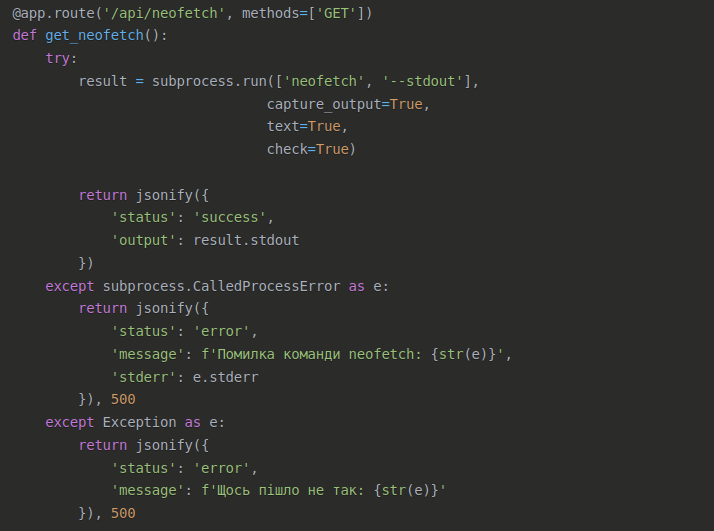 @app.route('/api/neofetch', methods=['GET'])
def get_neofetch():
    try:
        result = subprocess.run(['neofetch', '--stdout'],
                               capture_output=True,
                               text=True,
                               check=True)

        return jsonify({
            'status': 'success',
            'output': result.stdout
        })
    except subprocess.CalledProcessError as e:
        return jsonify({
            'status': 'error',
            'message': f'Помилка команди neofetch: {str(e)}',
            'stderr': e.stderr
        }), 500
    except Exception as e:
        return jsonify({
            'status': 'error',
            'message': f'Щось пішло не так: {str(e)}'
        }), 500